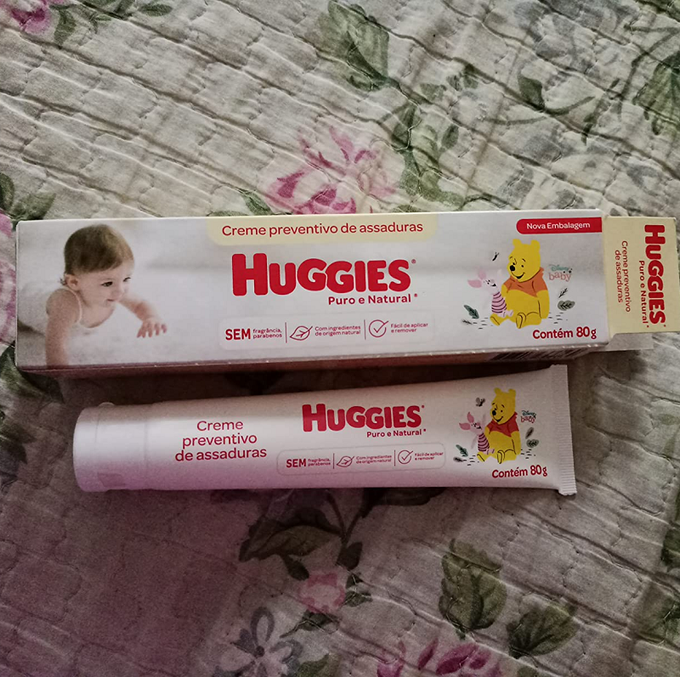 Creme preventivo de assaduras
Nova Embalagem
HUGGIES
Puro e Natural*
SEM fragrância, parabenos
Com ingredientes de origem natural
Fácil de aplicar e remover
Disney baby
Contém 80g
Creme preventivo
de assaduras
HUGGIES
Puro e Natural*
Creme
preventivo
de assaduras
HUGGIES
Puro e Natural*
SEM fragrância, parabenos
Com ingredientes de origem natural
Fácil de aplicar e remover
Disney baby
Contém 80g